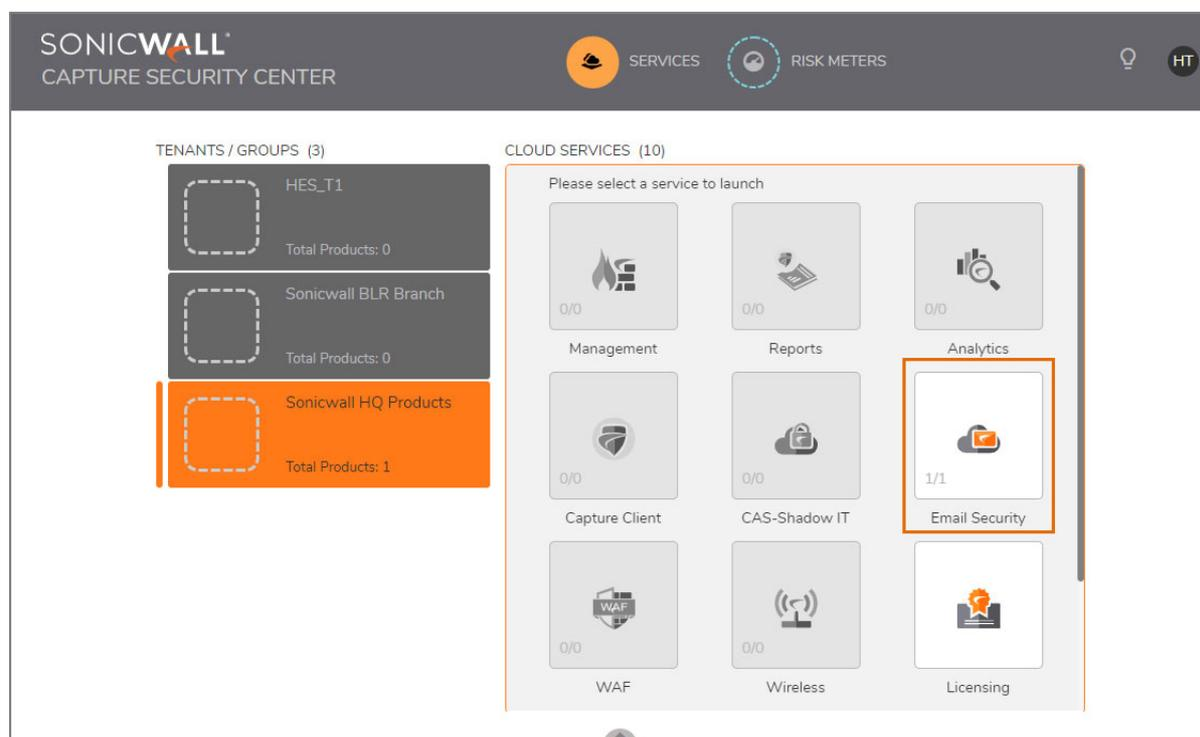 SONICWALL
CAPTURE SECURITY CENTER
SERVICES
RISK METERS
HT
TENANTS / GROUPS (3)
HES_T1
Total Products: 0
Sonicwall BLR Branch
Total Products: 0
Sonicwall HQ Products
Total Products: 1
CLOUD SERVICES (10)
Please select a service to launch
0/0
0/0
0/0
Management
Reports
Analytics
0/0
0/0
1/1
Capture Client
CAS-Shadow IT
Email Security
WAF
0/0
0/0
WAF
Wireless
Licensing